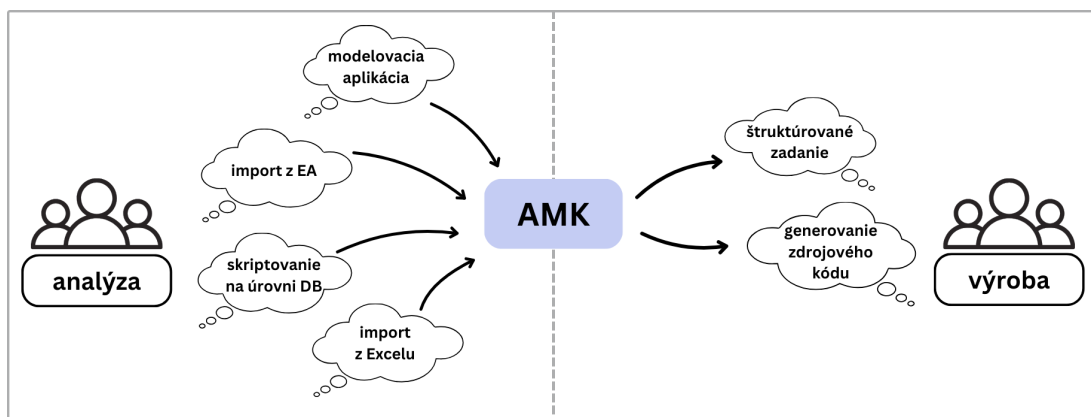 modelovacia
aplikácia
import z EA
skriptovanie
na úrovni DB
import
z Excelu
analýza
AMK
štruktúrované
zadanie
generovanie
zdrojového
kódu
výroba